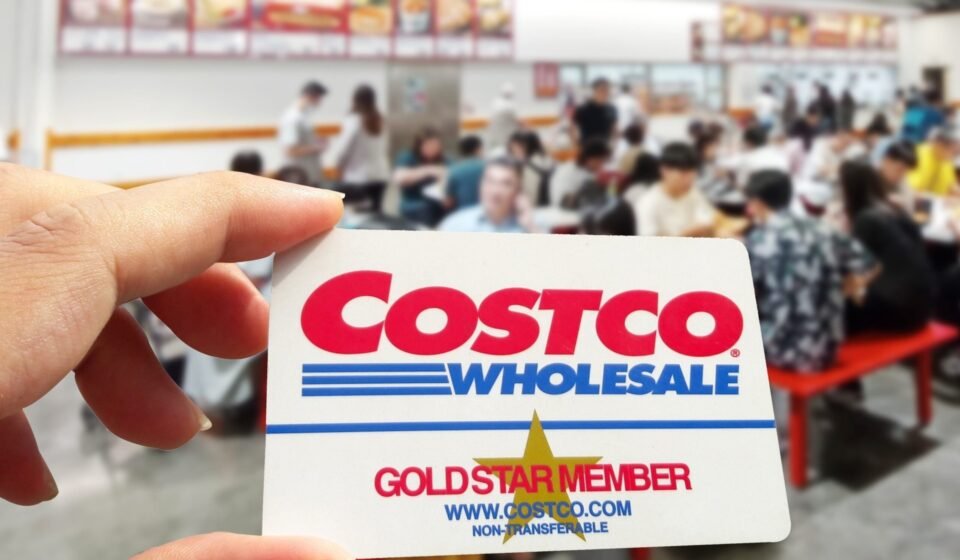 COSTCO®
WHOLESALE
GOLD STAR MEMBER
WWW.COSTCO.COM
NON-TRANSFERABLE